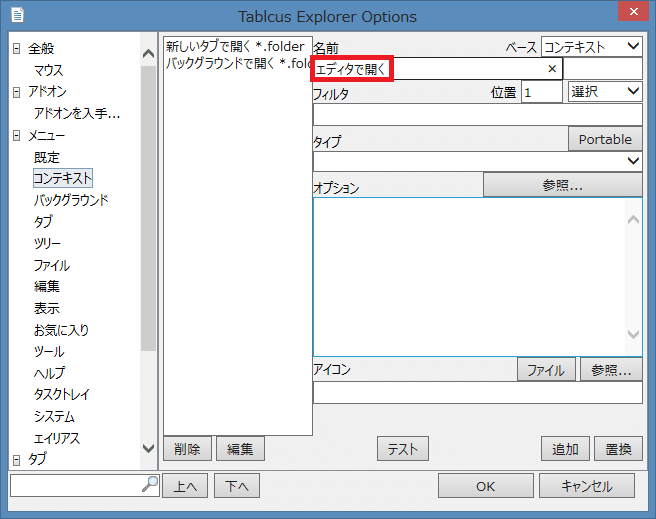 Tablcus Explorer Options
全般
マウス
アドオン
アドオンを入手...
メニュー
既定
コンテキスト
バックグラウンド
タブ
ツリー
ファイル
編集
表示
お気に入り
ツール
ヘルプ
タスクトレイ
システム
エイリアス
タブ
新しいタブで開く *.folder
バックグラウンドで開く *.fol
名前
ベース コンテキスト
エディタで開く
フィルタ
位置 1 選択
タイプ
Portable
オプション
参照...
アイコン
ファイル 参照...
削除 編集 テスト 追加 置換
上へ 下へ OK キャンセル